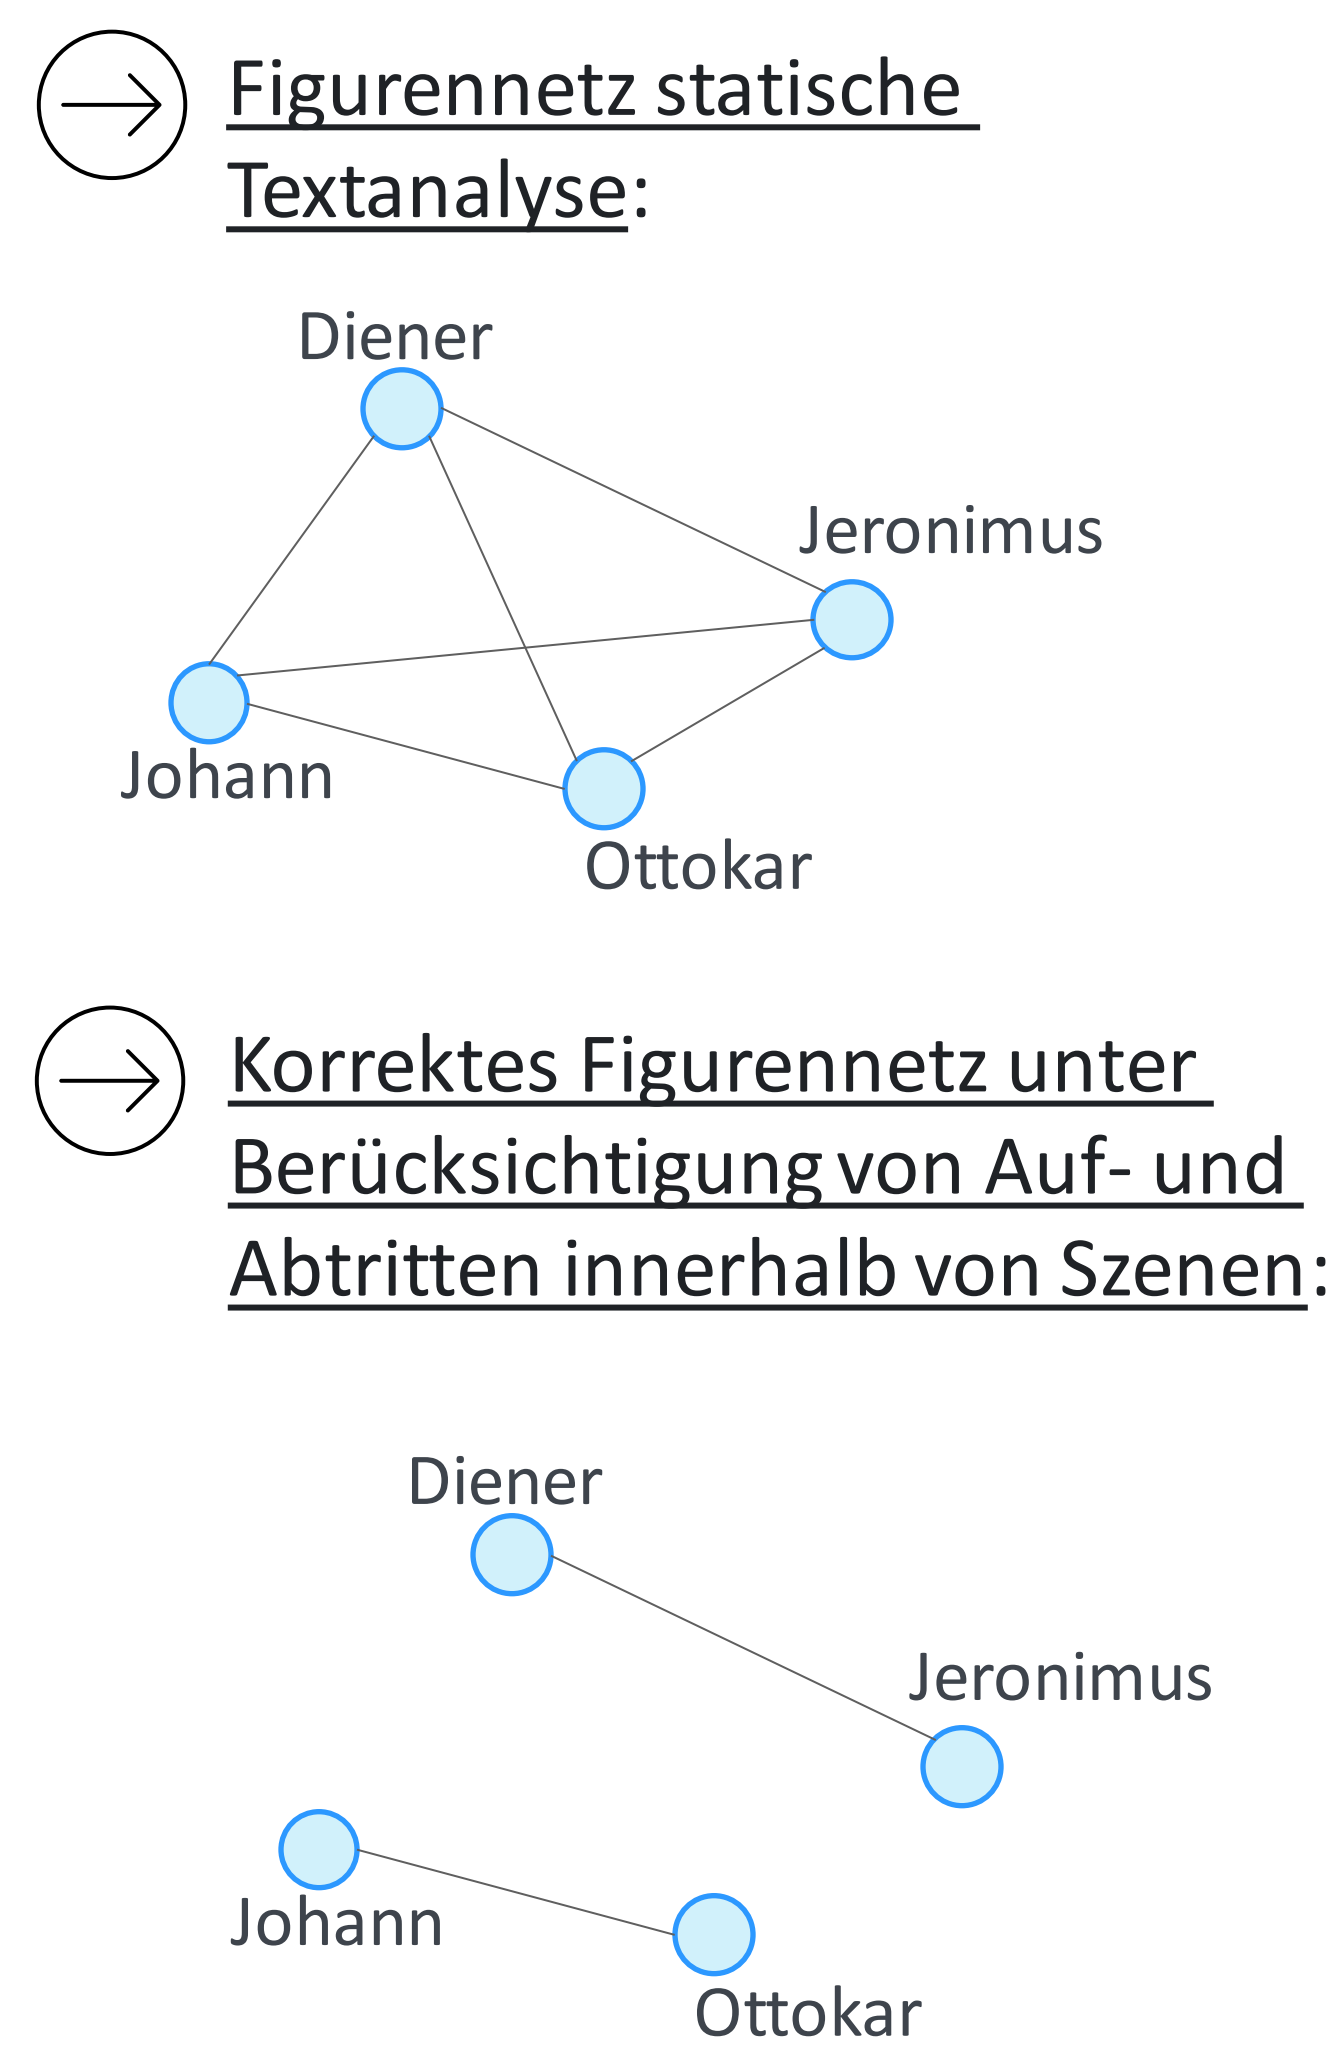 Figurennetz statische
Textanalyse:
Diener
Jeronimus
Johann
Ottokar
Korrektes Figurennetz unter
Berücksichtigung von Auf- und
Abtritten innerhalb von Szenen:
Diener
Jeronimus
Johann
Ottokar